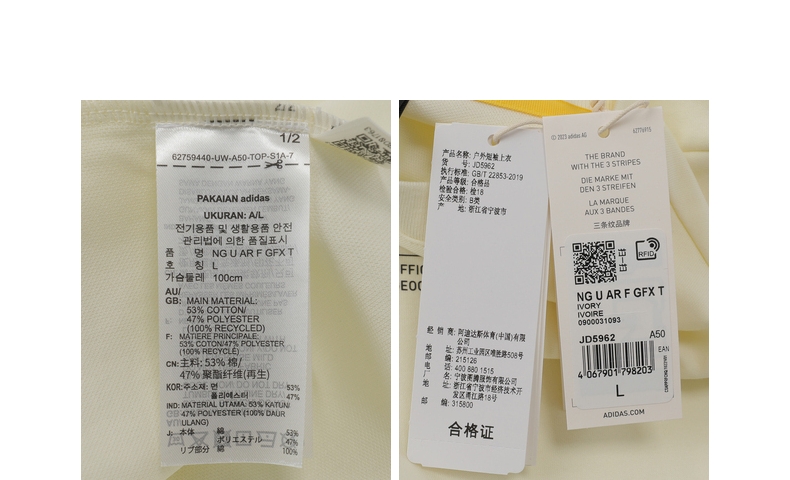 1/2
62759440-UW-A50-TOP-S1A-7
PAKAIAN adidas
UKURAN: A/L
전기용품 및 생활용품 안전
관리법에 의한 품질표시
품 명 NG U AR F GFX T
호 칭 L
가슴둘레 100cm
AU/
GB: MAIN MATERIAL:
53% COTTON/
47% POLYESTER
(100% RECYCLED)
F: MATIERE PRINCIPALE:
53% COTON/47% POLYESTER
(100% RECYCLÉ)
CN: 主料: 53% 棉/
47% 聚酯纤维(再生)
KOR: 주소재: 면 53%
폴리에스터 47%
IND: MATERIAL UTAMA: 53% KATUN/
47% POLYESTER (100% DAUR
ULANG)
J: 本体 綿 53%
ポリエステル 47%
リブ部分 綿 100%
产品名称: 户外短袖上衣
货 号: JD5962
执行标准: GB/T 22853-2019
产品等级: 合格品
检验合格: 检18
安全类别: B类
产 地: 浙江省宁波市
经 销 商: 阿迪达斯体育(中国)有限
公司
地 址: 苏州工业园区唯胜路508号
邮 编: 215126
电 话: 400 880 1515
厂 名: 宁波
服饰有限公司
地 址: 浙江省宁波市经济技术开
发区
江路18号
邮 编: 315800
合格证
© 2023 adidas AG
THE BRAND
WITH THE 3 STRIPES
DIE MARKE MIT
DEN 3 STREIFEN
LA MARQUE
AUX 3 BANDES
三条纹品牌
RFID
NG U AR F GFX T
IVORY
IVOIRE
0900031093
JD5962 A50
EAN
4 067901 798203
L
ADIDAS.COM